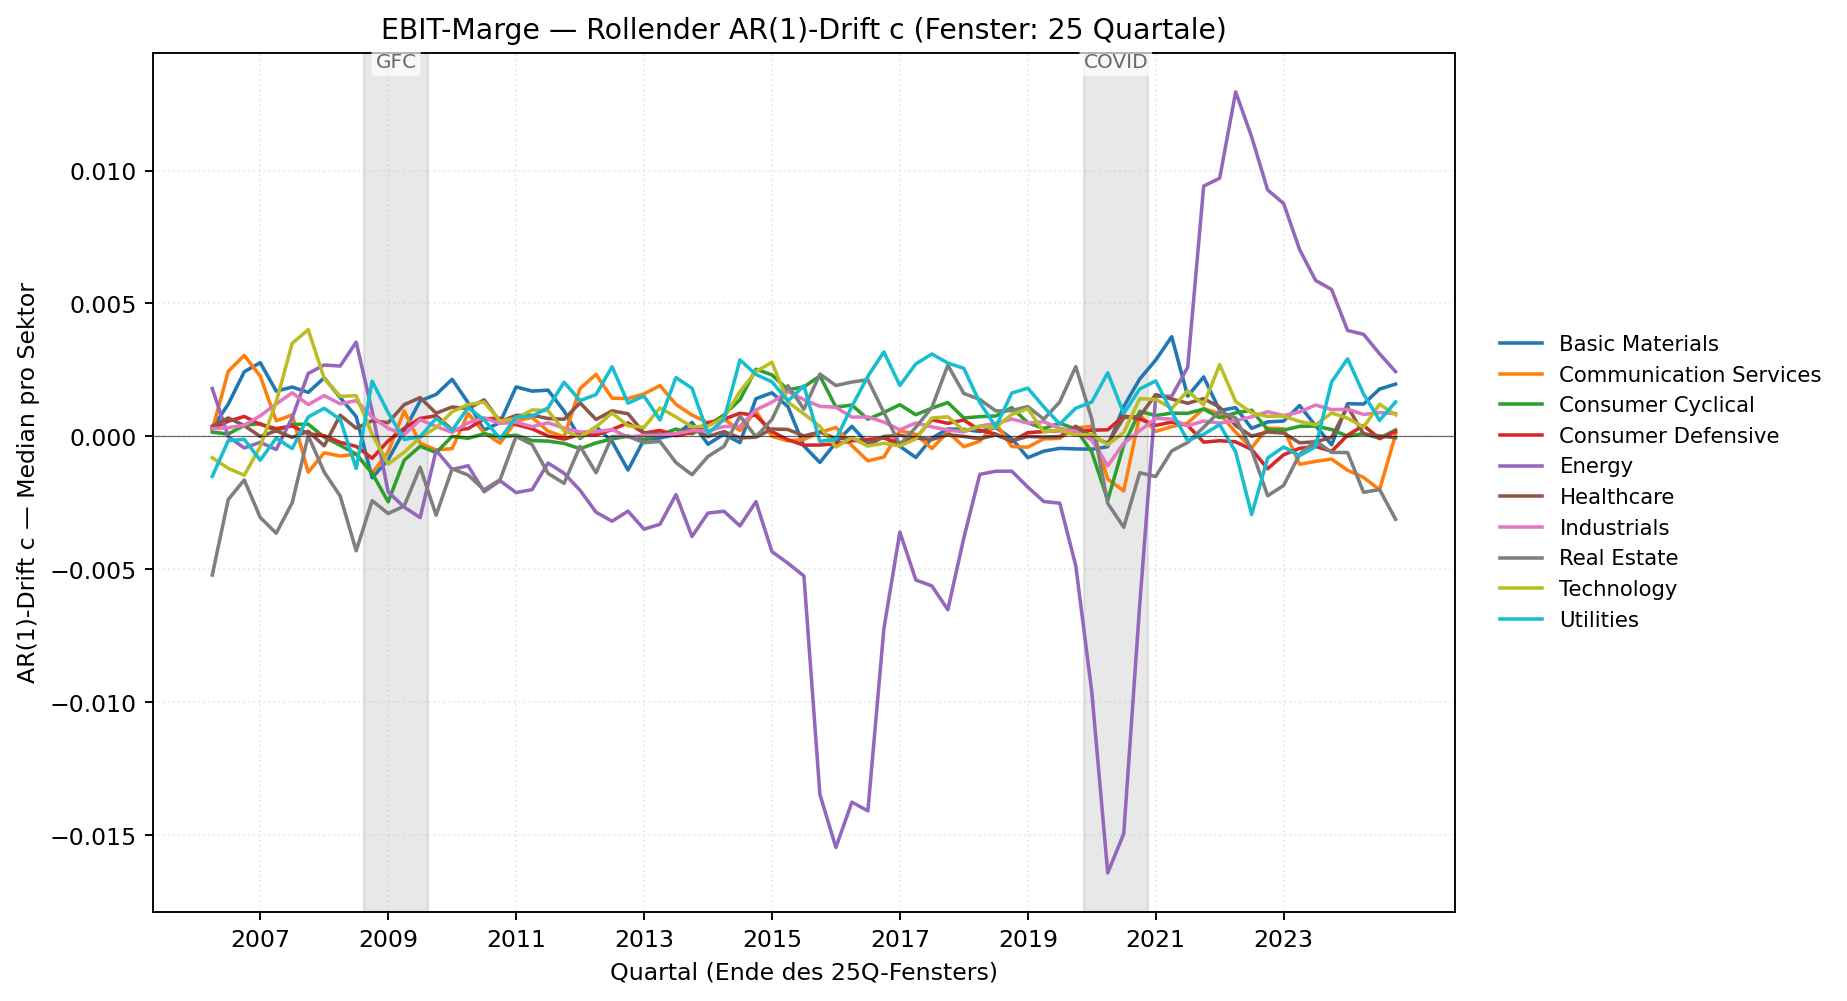 EBIT-Marge — Rollender AR(1)-Drift c (Fenster: 25 Quartale)
GFC
COVID
AR(1)-Drift c — Median pro Sektor
0.010
0.005
0.000
−0.005
−0.010
−0.015
2007
2009
2011
2013
2015
2017
2019
2021
2023
Quartal (Ende des 25Q-Fensters)
Basic Materials
Communication Services
Consumer Cyclical
Consumer Defensive
Energy
Healthcare
Industrials
Real Estate
Technology
Utilities